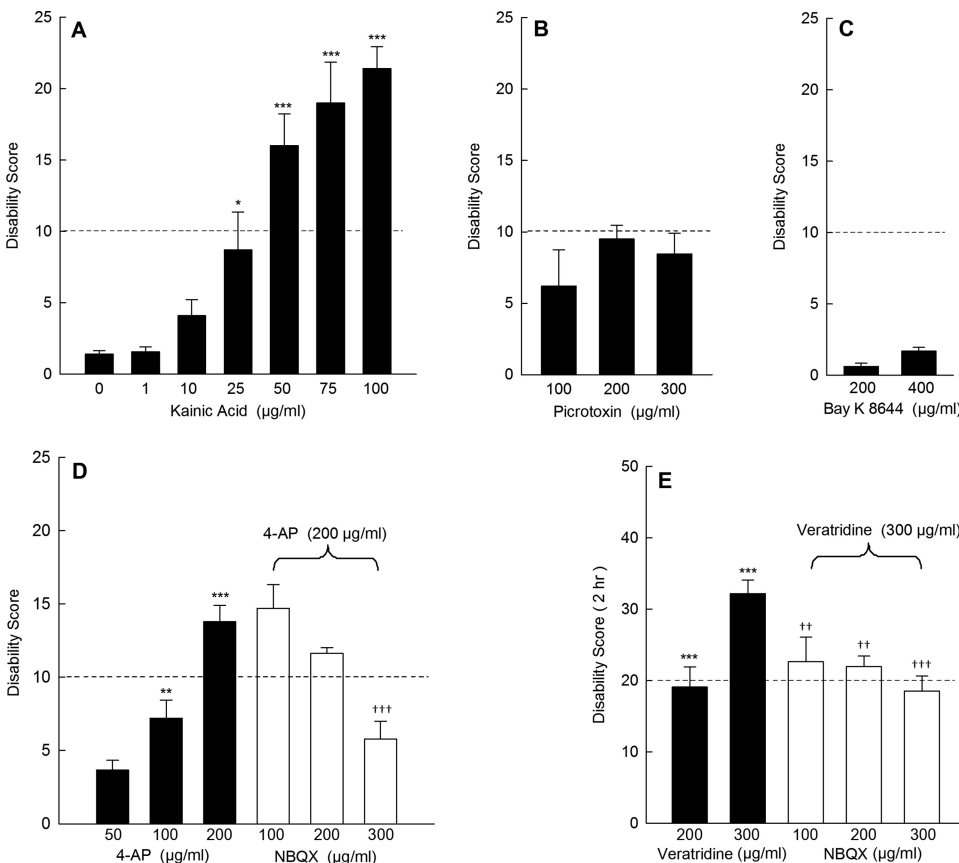 A
25
20
15
10
5
0
Disability Score
*
***
***
***
0 1 10 25 50 75 100
Kainic Acid (µg/ml)
B
25
20
15
10
5
0
Disability Score
100 200 300
Picrotoxin (µg/ml)
C
25
20
15
10
5
0
Disability Score
200 400
Bay K 8644 (µg/ml)
D
25
20
15
10
5
0
Disability Score
4-AP (200 µg/ml)
**
***
†††
50 100 200 100 200 300
4-AP (µg/ml) NBQX (µg/ml)
E
50
40
30
20
10
0
Disability Score ( 2 hr )
Veratridine (300 µg/ml)
***
***
††
††
†††
200 300 100 200 300
Veratridine (µg/ml) NBQX (µg/ml)